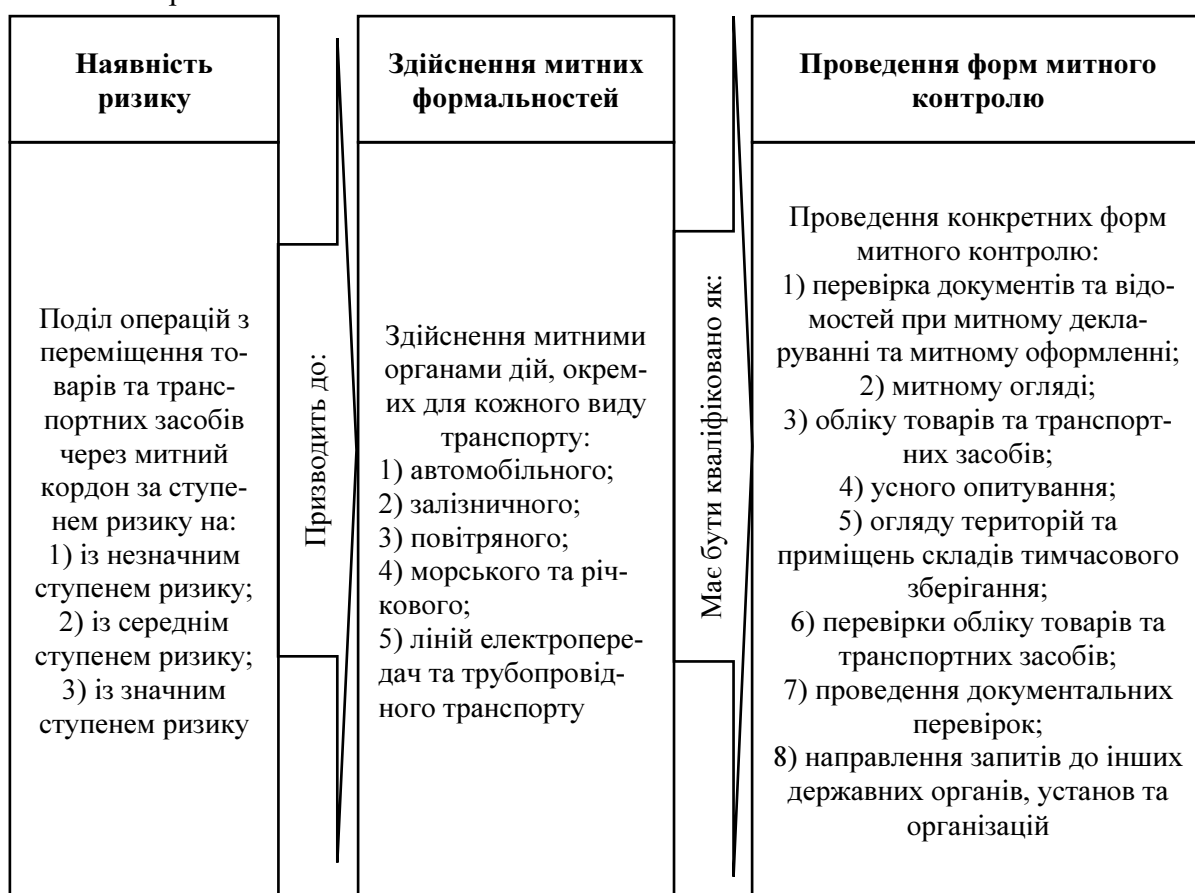 Наявність
ризику
Поділ операцій з
переміщення то-
варів та транс-
портних засобів
через митний
кордон за ступе-
нем ризику на:
1) із незначним
ступенем ризику;
2) із середнім
ступенем ризику;
3) із значним
ступенем ризику
Призводить до:
Здійснення митних
формальностей
Здійснення митними
органами дій, окрем-
их для кожного виду
транспорту:
1) автомобільного;
2) залізничного;
3) повітряного;
4) морського та річ-
кового;
5) ліній електропере-
дач та трубопровід-
ного транспорту
Має бути кваліфіковано як:
Проведення форм митного
контролю
Проведення конкретних форм
митного контролю:
1) перевірка документів та відо-
мостей при митному декла-
руванні та митному оформленні;
2) митному огляді;
3) обліку товарів та транспорт-
них засобів;
4) усного опитування;
5) огляду територій та
приміщень складів тимчасового
зберігання;
6) перевірки обліку товарів та
транспортних засобів;
7) проведення документальних
перевірок;
8) направлення запитів до інших
державних органів, установ та
організацій